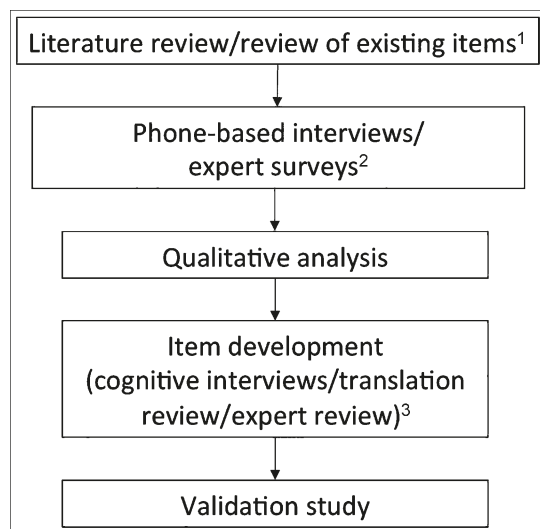 Literature review/review of existing items¹
Phone-based interviews/
expert surveys²
Qualitative analysis
Item development
(cognitive interviews/translation
review/expert review)³
Validation study